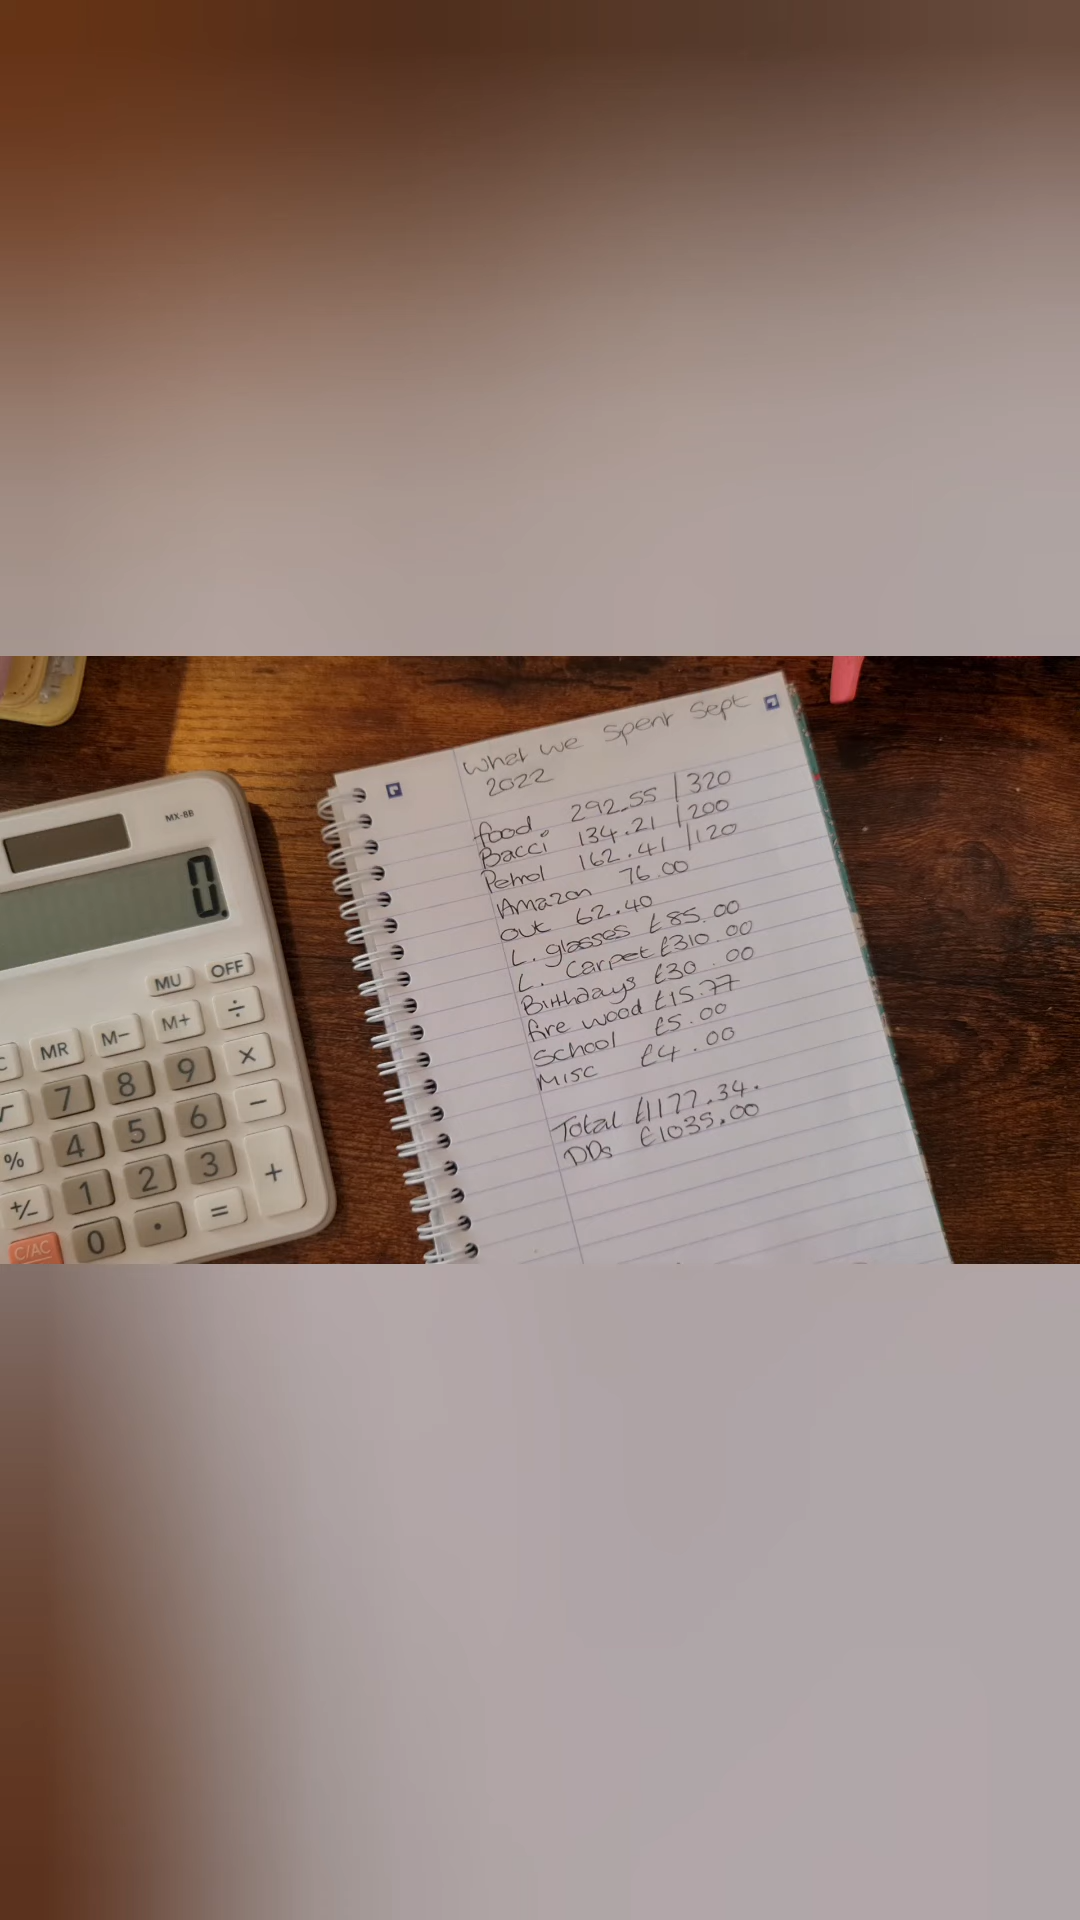 What we spent Sept
2022
food. 292.55 / 320
Bacci 134.21 / 200
Petrol 162.41 / 120
Amazon 76.00
out 62.40
L. glasses £85.00
L. Carpet £310.00
Birthdays £30.00
fire wood £15.77
School £5.00
Misc £4.00
Total £1177.34.
DDs £1035.00
MX-8B
0.
MU OFF
MR M- M+ ÷
7 8 9 ×
√ 4 5 6 −
% 1 2 3 +
+/− 0 · =
C/AC